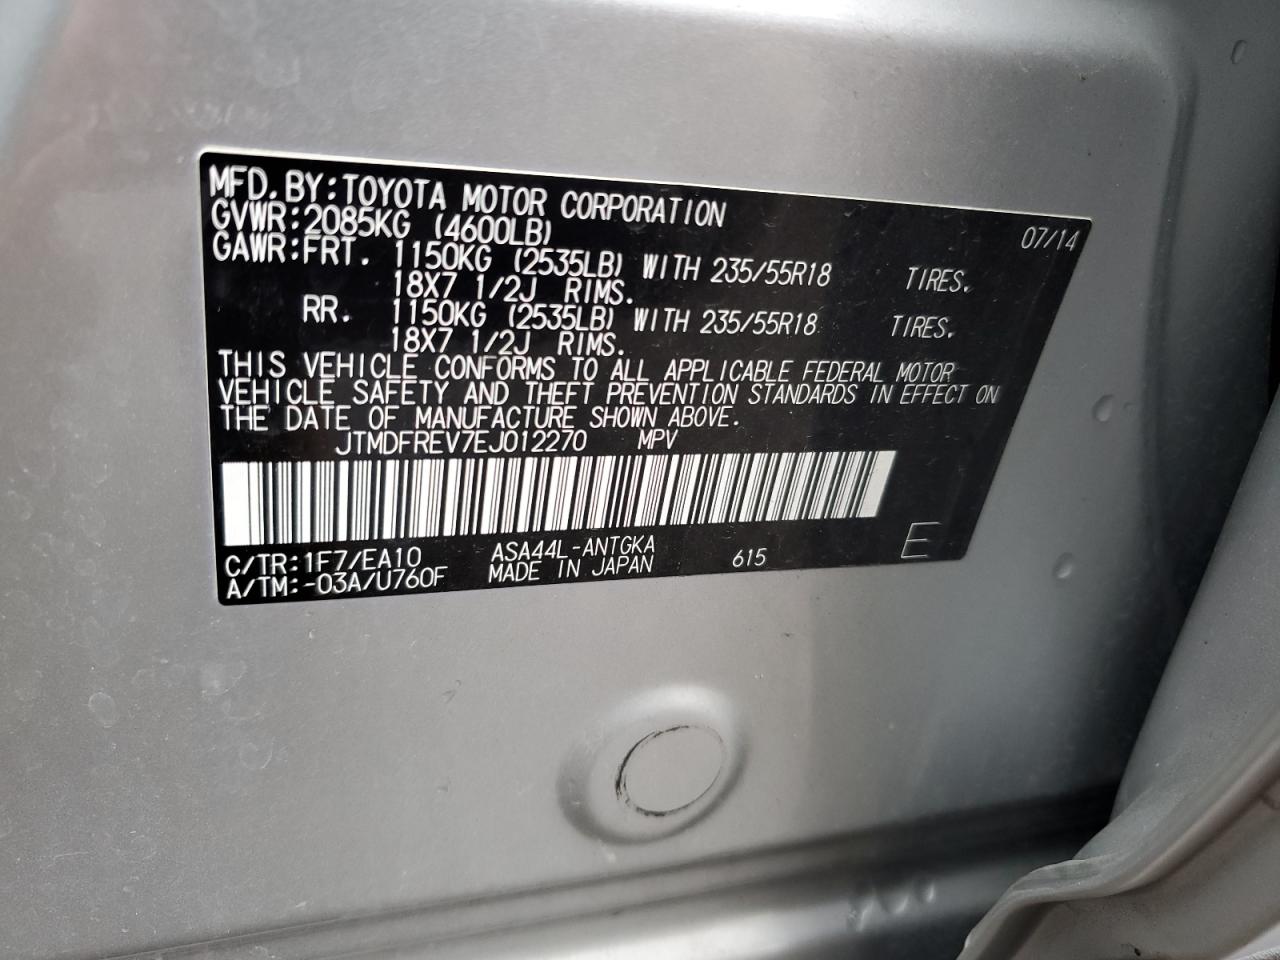 MFD.BY:TOYOTA MOTOR CORPORATION
GVWR:2085KG (4600LB) 07/14
GAWR:FRT. 1150KG (2535LB) WITH 235/55R18 TIRES.
18X7 1/2J RIMS.
RR. 1150KG (2535LB) WITH 235/55R18 TIRES.
18X7 1/2J RIMS.
THIS VEHICLE CONFORMS TO ALL APPLICABLE FEDERAL MOTOR
VEHICLE SAFETY AND THEFT PREVENTION STANDARDS IN EFFECT ON
THE DATE OF MANUFACTURE SHOWN ABOVE.
JTMDFREV7EJ012270 MPV
C/TR:1F7/EA10 ASA44L-ANTGKA 615 E
A/TM:-03A/U760F MADE IN JAPAN